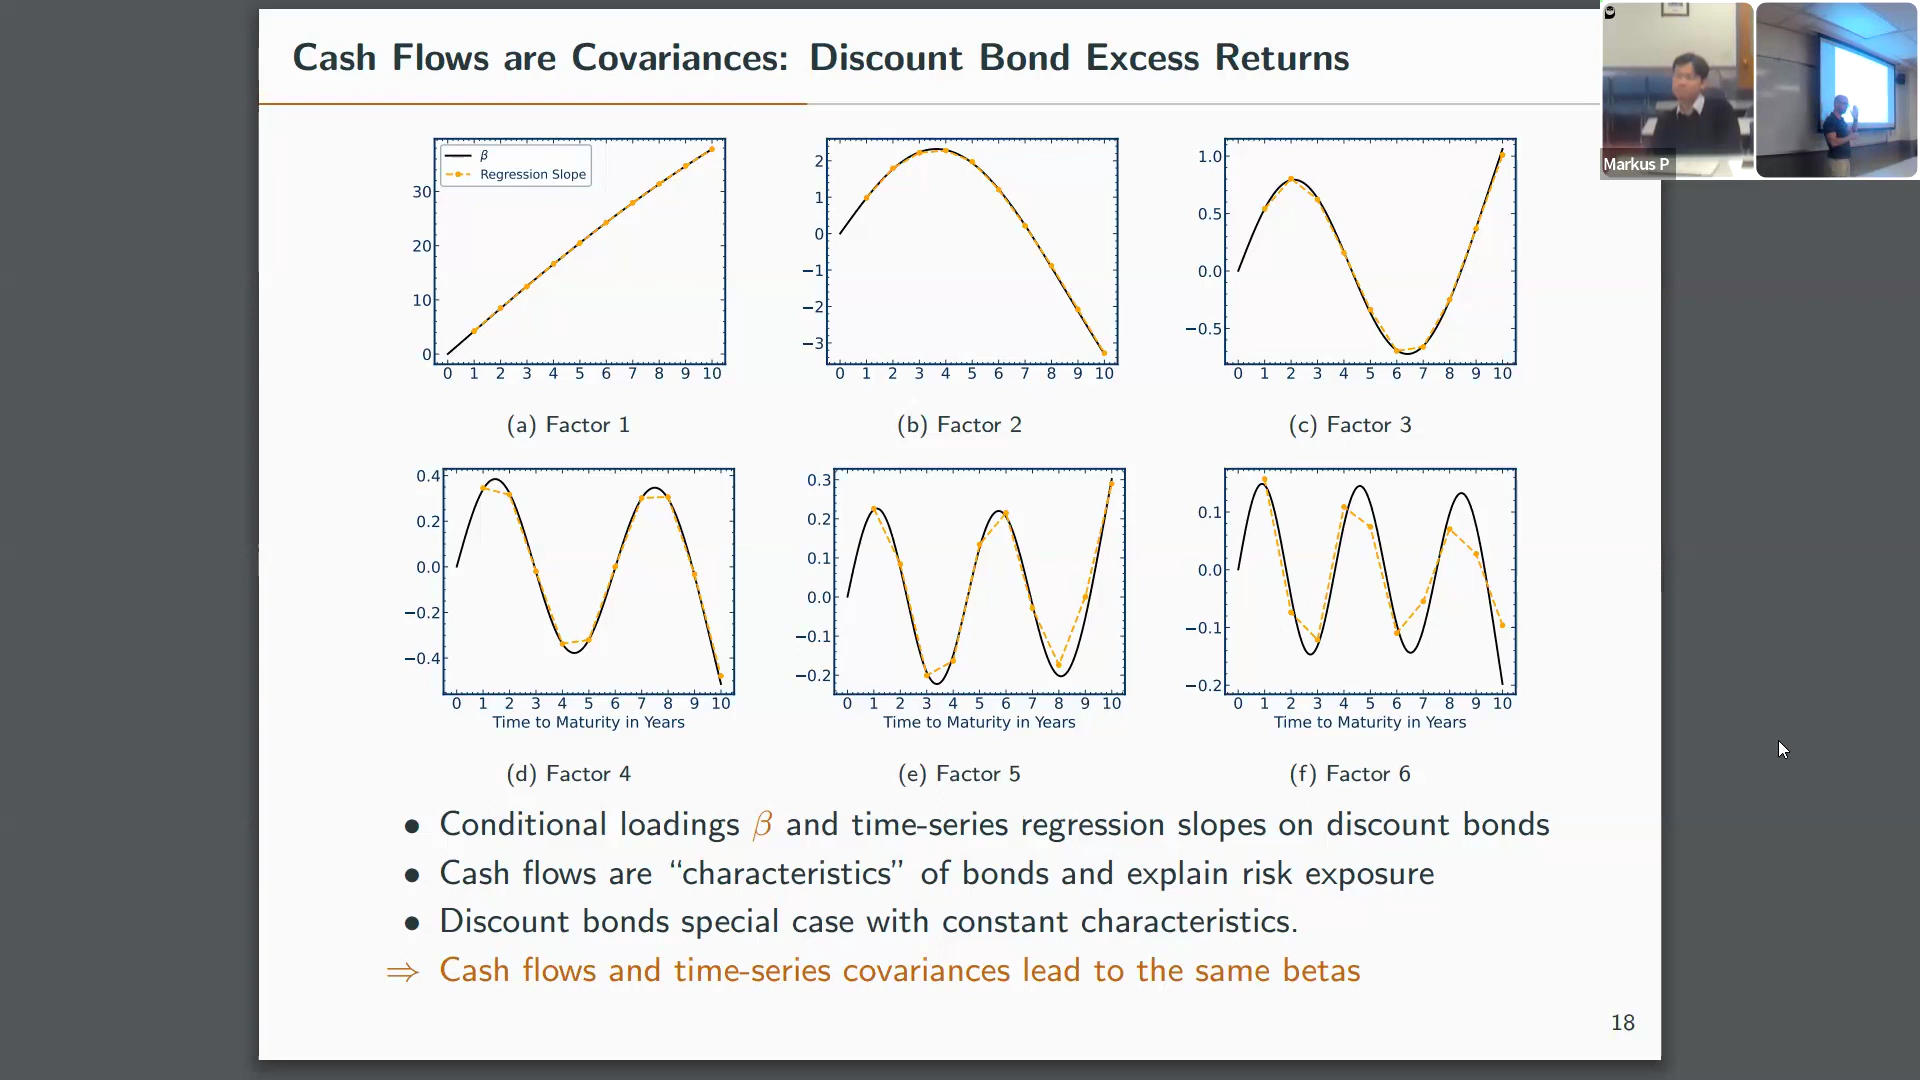 Cash Flows are Covariances: Discount Bond Excess Returns
Markus P
β
Regression Slope
30
20
10
0
0 1 2 3 4 5 6 7 8 9 10
(a) Factor 1
2
1
0
−1
−2
−3
0 1 2 3 4 5 6 7 8 9 10
(b) Factor 2
1.0
0.5
0.0
−0.5
0 1 2 3 4 5 6 7 8 9 10
(c) Factor 3
0.4
0.2
0.0
−0.2
−0.4
0 1 2 3 4 5 6 7 8 9 10
Time to Maturity in Years
(d) Factor 4
0.3
0.2
0.1
0.0
−0.1
−0.2
0 1 2 3 4 5 6 7 8 9 10
Time to Maturity in Years
(e) Factor 5
0.1
0.0
−0.1
−0.2
0 1 2 3 4 5 6 7 8 9 10
Time to Maturity in Years
(f) Factor 6
• Conditional loadings β and time-series regression slopes on discount bonds
• Cash flows are “characteristics” of bonds and explain risk exposure
• Discount bonds special case with constant characteristics.
⇒ Cash flows and time-series covariances lead to the same betas
18